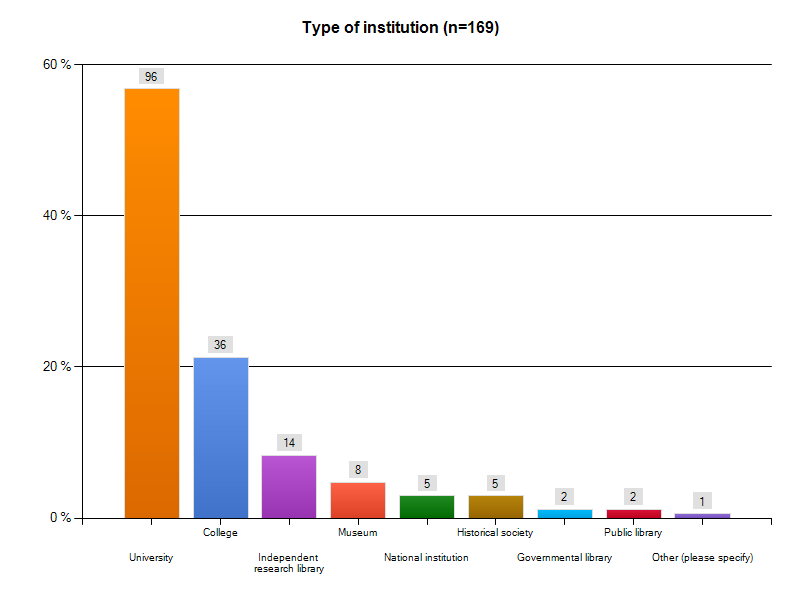 Type of institution (n=169)
60 %
40 %
20 %
0 %
96
36
14
8
5
5
2
2
1
University
College
Independent
research library
Museum
National institution
Historical society
Governmental library
Public library
Other (please specify)